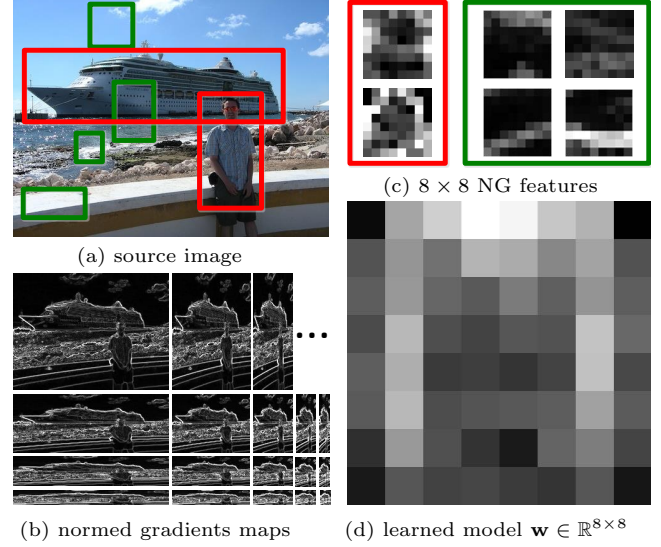 (a) source image
(b) normed gradients maps
(c) 8 × 8 NG features
(d) learned model w ∈ ℝ^{8×8}